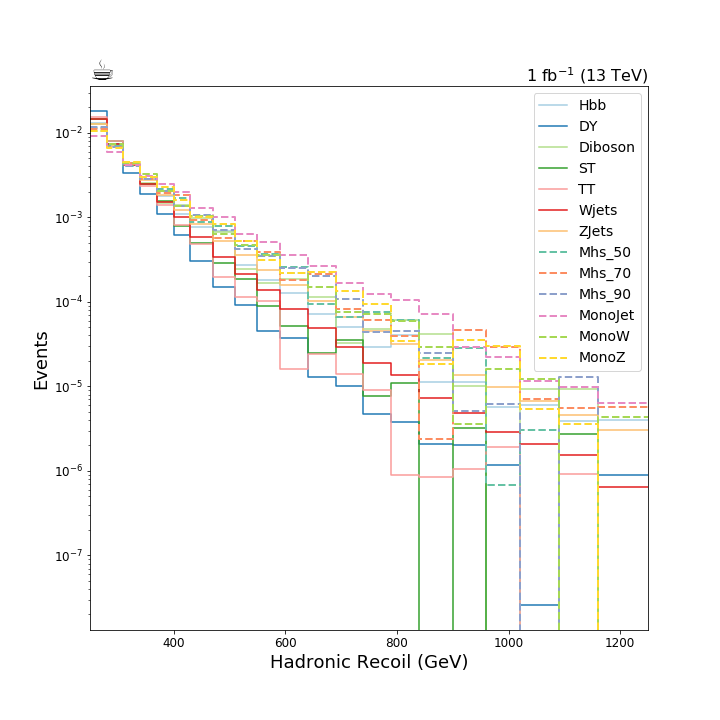 1 fb⁻¹ (13 TeV)
Hbb
DY
Diboson
ST
TT
Wjets
ZJets
Mhs_50
Mhs_70
Mhs_90
MonoJet
MonoW
MonoZ
Events
10⁻²
10⁻³
10⁻⁴
10⁻⁵
10⁻⁶
10⁻⁷
400 600 800 1000 1200
Hadronic Recoil (GeV)